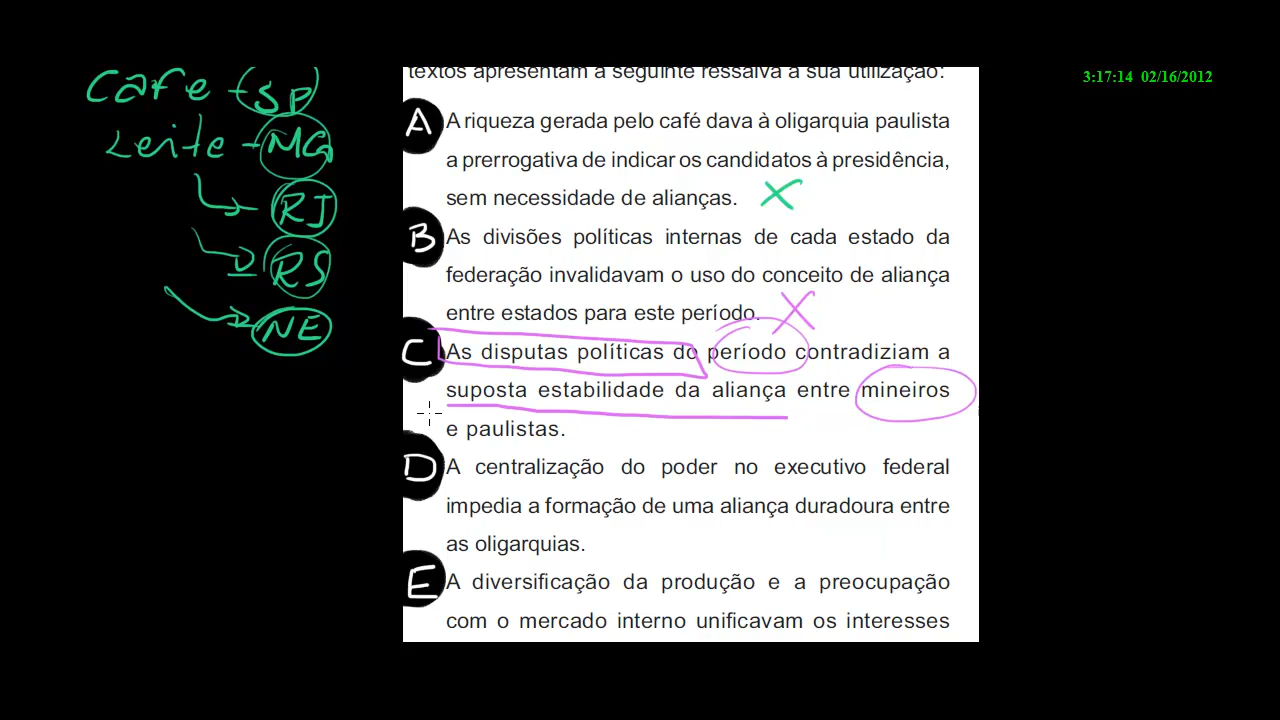 textos apresentam a seguinte ressalva a sua utilização:
3:17:14 02/16/2012
Café - SP
Leite - MG
RJ
RS
NE
A A riqueza gerada pelo café dava à oligarquia paulista
a prerrogativa de indicar os candidatos à presidência,
sem necessidade de alianças.
B As divisões políticas internas de cada estado da
federação invalidavam o uso do conceito de aliança
entre estados para este período.
C As disputas políticas do período contradiziam a
suposta estabilidade da aliança entre mineiros
e paulistas.
D A centralização do poder no executivo federal
impedia a formação de uma aliança duradoura entre
as oligarquias.
E A diversificação da produção e a preocupação
com o mercado interno unificavam os interesses